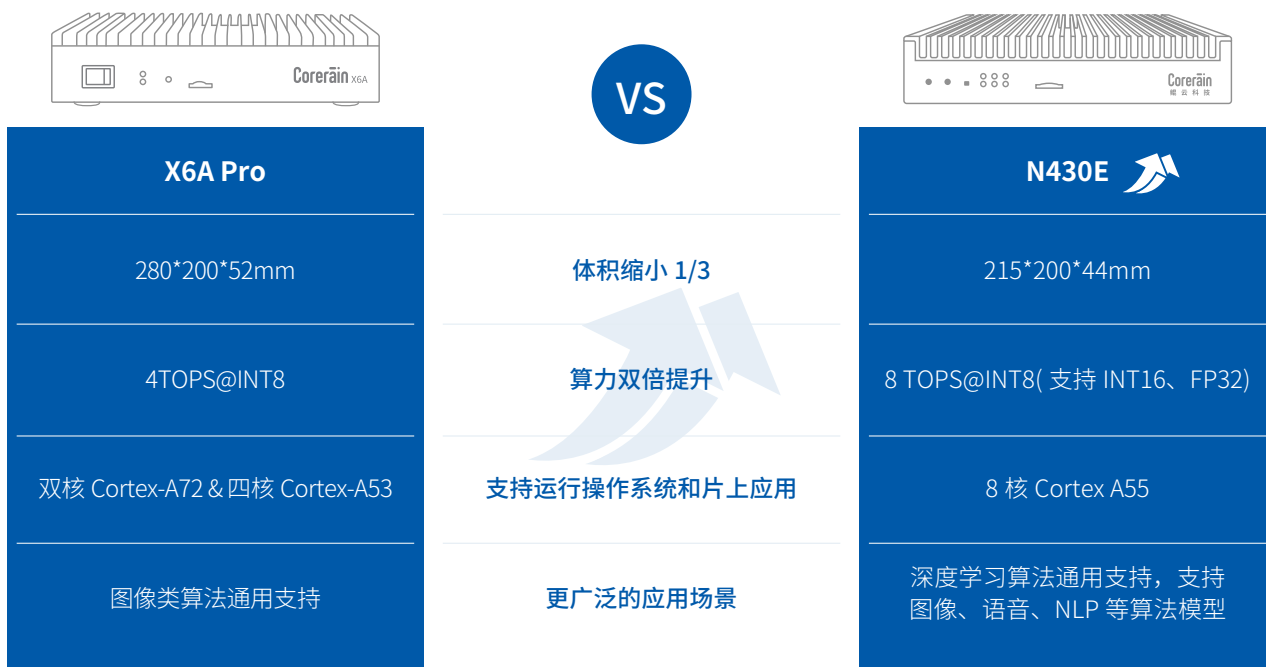 Corerāin X6A
VS
Corerāin
鲲云科技
X6A Pro
N430E
280*200*52mm
体积缩小 1/3
215*200*44mm
4TOPS@INT8
算力双倍提升
8 TOPS@INT8( 支持 INT16、FP32)
双核 Cortex-A72 & 四核 Cortex-A53
支持运行操作系统和片上应用
8 核 Cortex A55
图像类算法通用支持
更广泛的应用场景
深度学习算法通用支持，支持
图像、语音、NLP 等算法模型